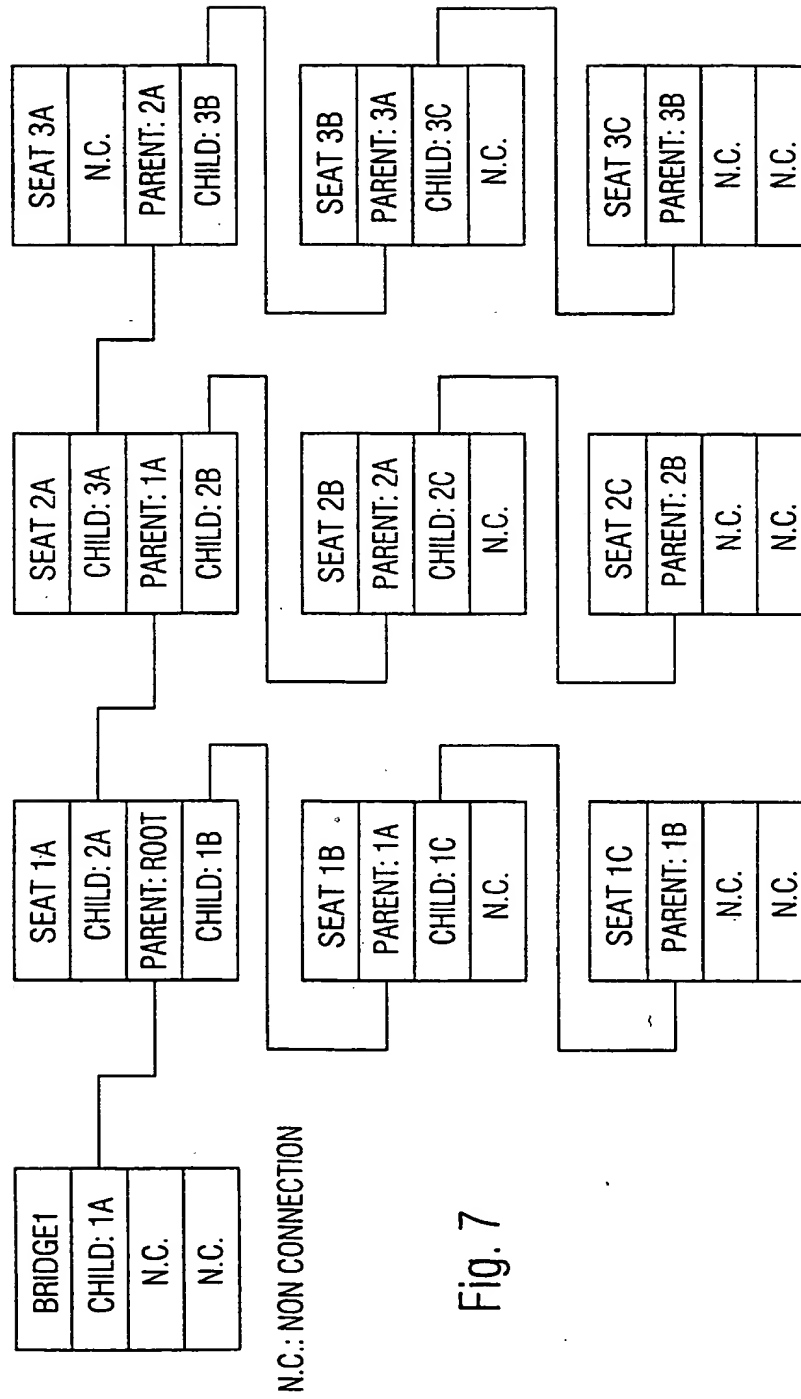 BRIDGE1
CHILD: 1A
N.C.
N.C.
SEAT 1A
CHILD: 2A
PARENT: ROOT
CHILD: 1B
SEAT 2A
CHILD: 3A
PARENT: 1A
CHILD: 2B
SEAT 3A
N.C.
PARENT: 2A
CHILD: 3B
N.C.: NON CONNECTION
SEAT 1B
PARENT: 1A
CHILD: 1C
N.C.
SEAT 2B
PARENT: 2A
CHILD: 2C
N.C.
SEAT 3B
PARENT: 3A
CHILD: 3C
N.C.
SEAT 1C
PARENT: 1B
N.C.
N.C.
SEAT 2C
PARENT: 2B
N.C.
N.C.
SEAT 3C
PARENT: 3B
N.C.
N.C.
Fig. 7